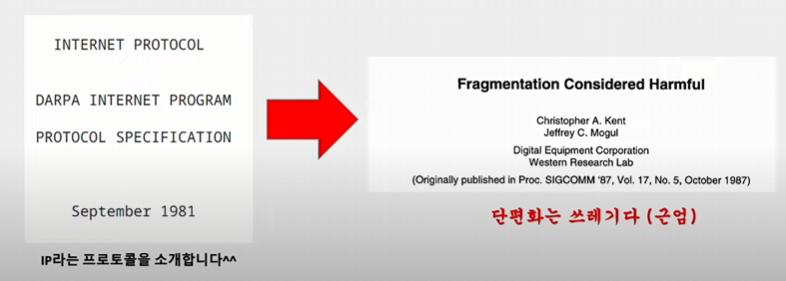 INTERNET PROTOCOL
DARPA INTERNET PROGRAM
PROTOCOL SPECIFICATION
September 1981
IP라는 프로토콜을 소개합니다^^
Fragmentation Considered Harmful
Christopher A. Kent
Jeffrey C. Mogul
Digital Equipment Corporation
Western Research Lab
(Originally published in Proc. SIGCOMM '87, Vol. 17, No. 5, October 1987)
단편화는 쓰레기다 (근엄)